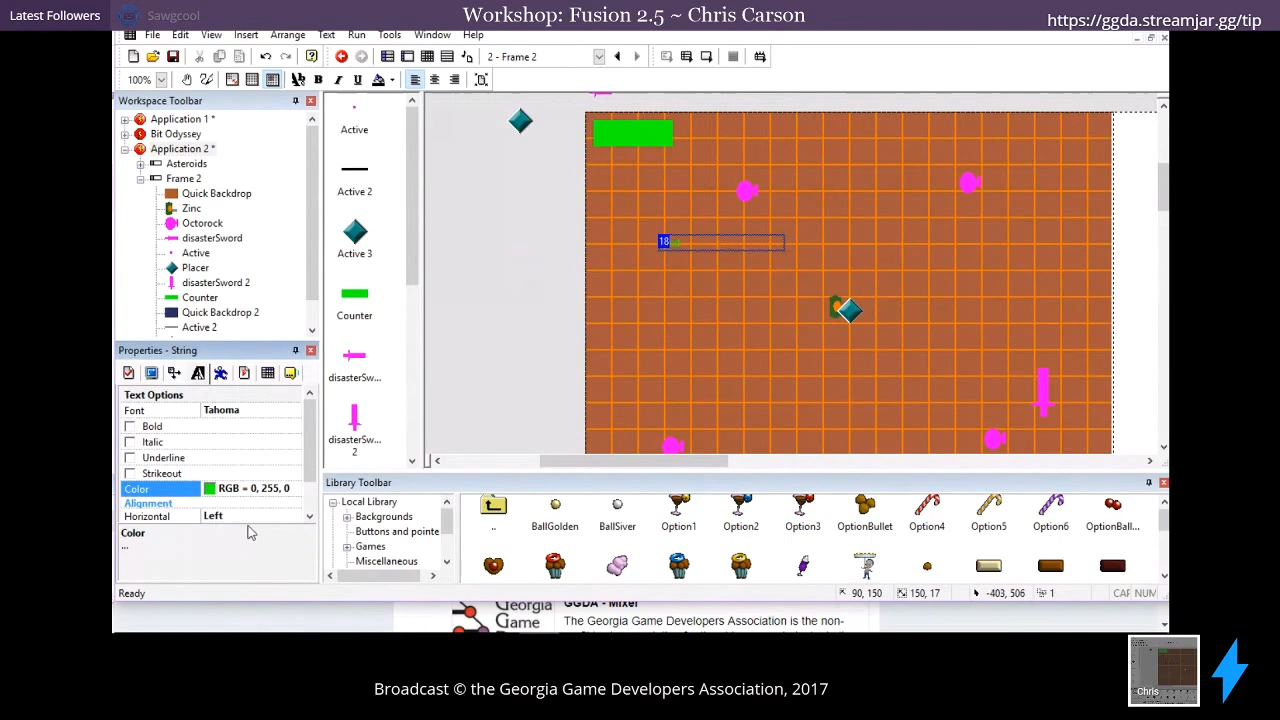 Latest Followers
Sawgcool
Workshop: Fusion 2.5 ~ Chris Carson
https://ggda.streamjar.gg/tip
File Edit View Insert Arrange Text Run Tools Window Help
2 - Frame 2
100%
B I U
Workspace Toolbar
Application 1 *
Bit Odyssey
Application 2 *
Asteroids
Frame 2
Quick Backdrop
Zinc
Octorock
disasterSword
Active
Placer
disasterSword 2
Counter
Quick Backdrop 2
Active 2
Active
Active 2
Active 3
Counter
disasterSw...
disasterSw...
2
18
Properties - String
Text Options
Font Tahoma
Bold
Italic
Underline
Strikeout
Color RGB = 0, 255, 0
Alignment
Horizontal Left
Color
...
Library Toolbar
Local Library
Backgrounds
Buttons and pointe
Games
Miscellaneous
..
BallGolden
BallSiver
Option1
Option2
Option3
OptionBullet
Option4
Option5
Option6
OptionBall...
Ready
90, 150
150, 17
-403, 506
1
CAP NUM
Georgia
Game
GGDA - Mixer
The Georgia Game Developers Association is the non-
Broadcast © the Georgia Game Developers Association, 2017
Chris